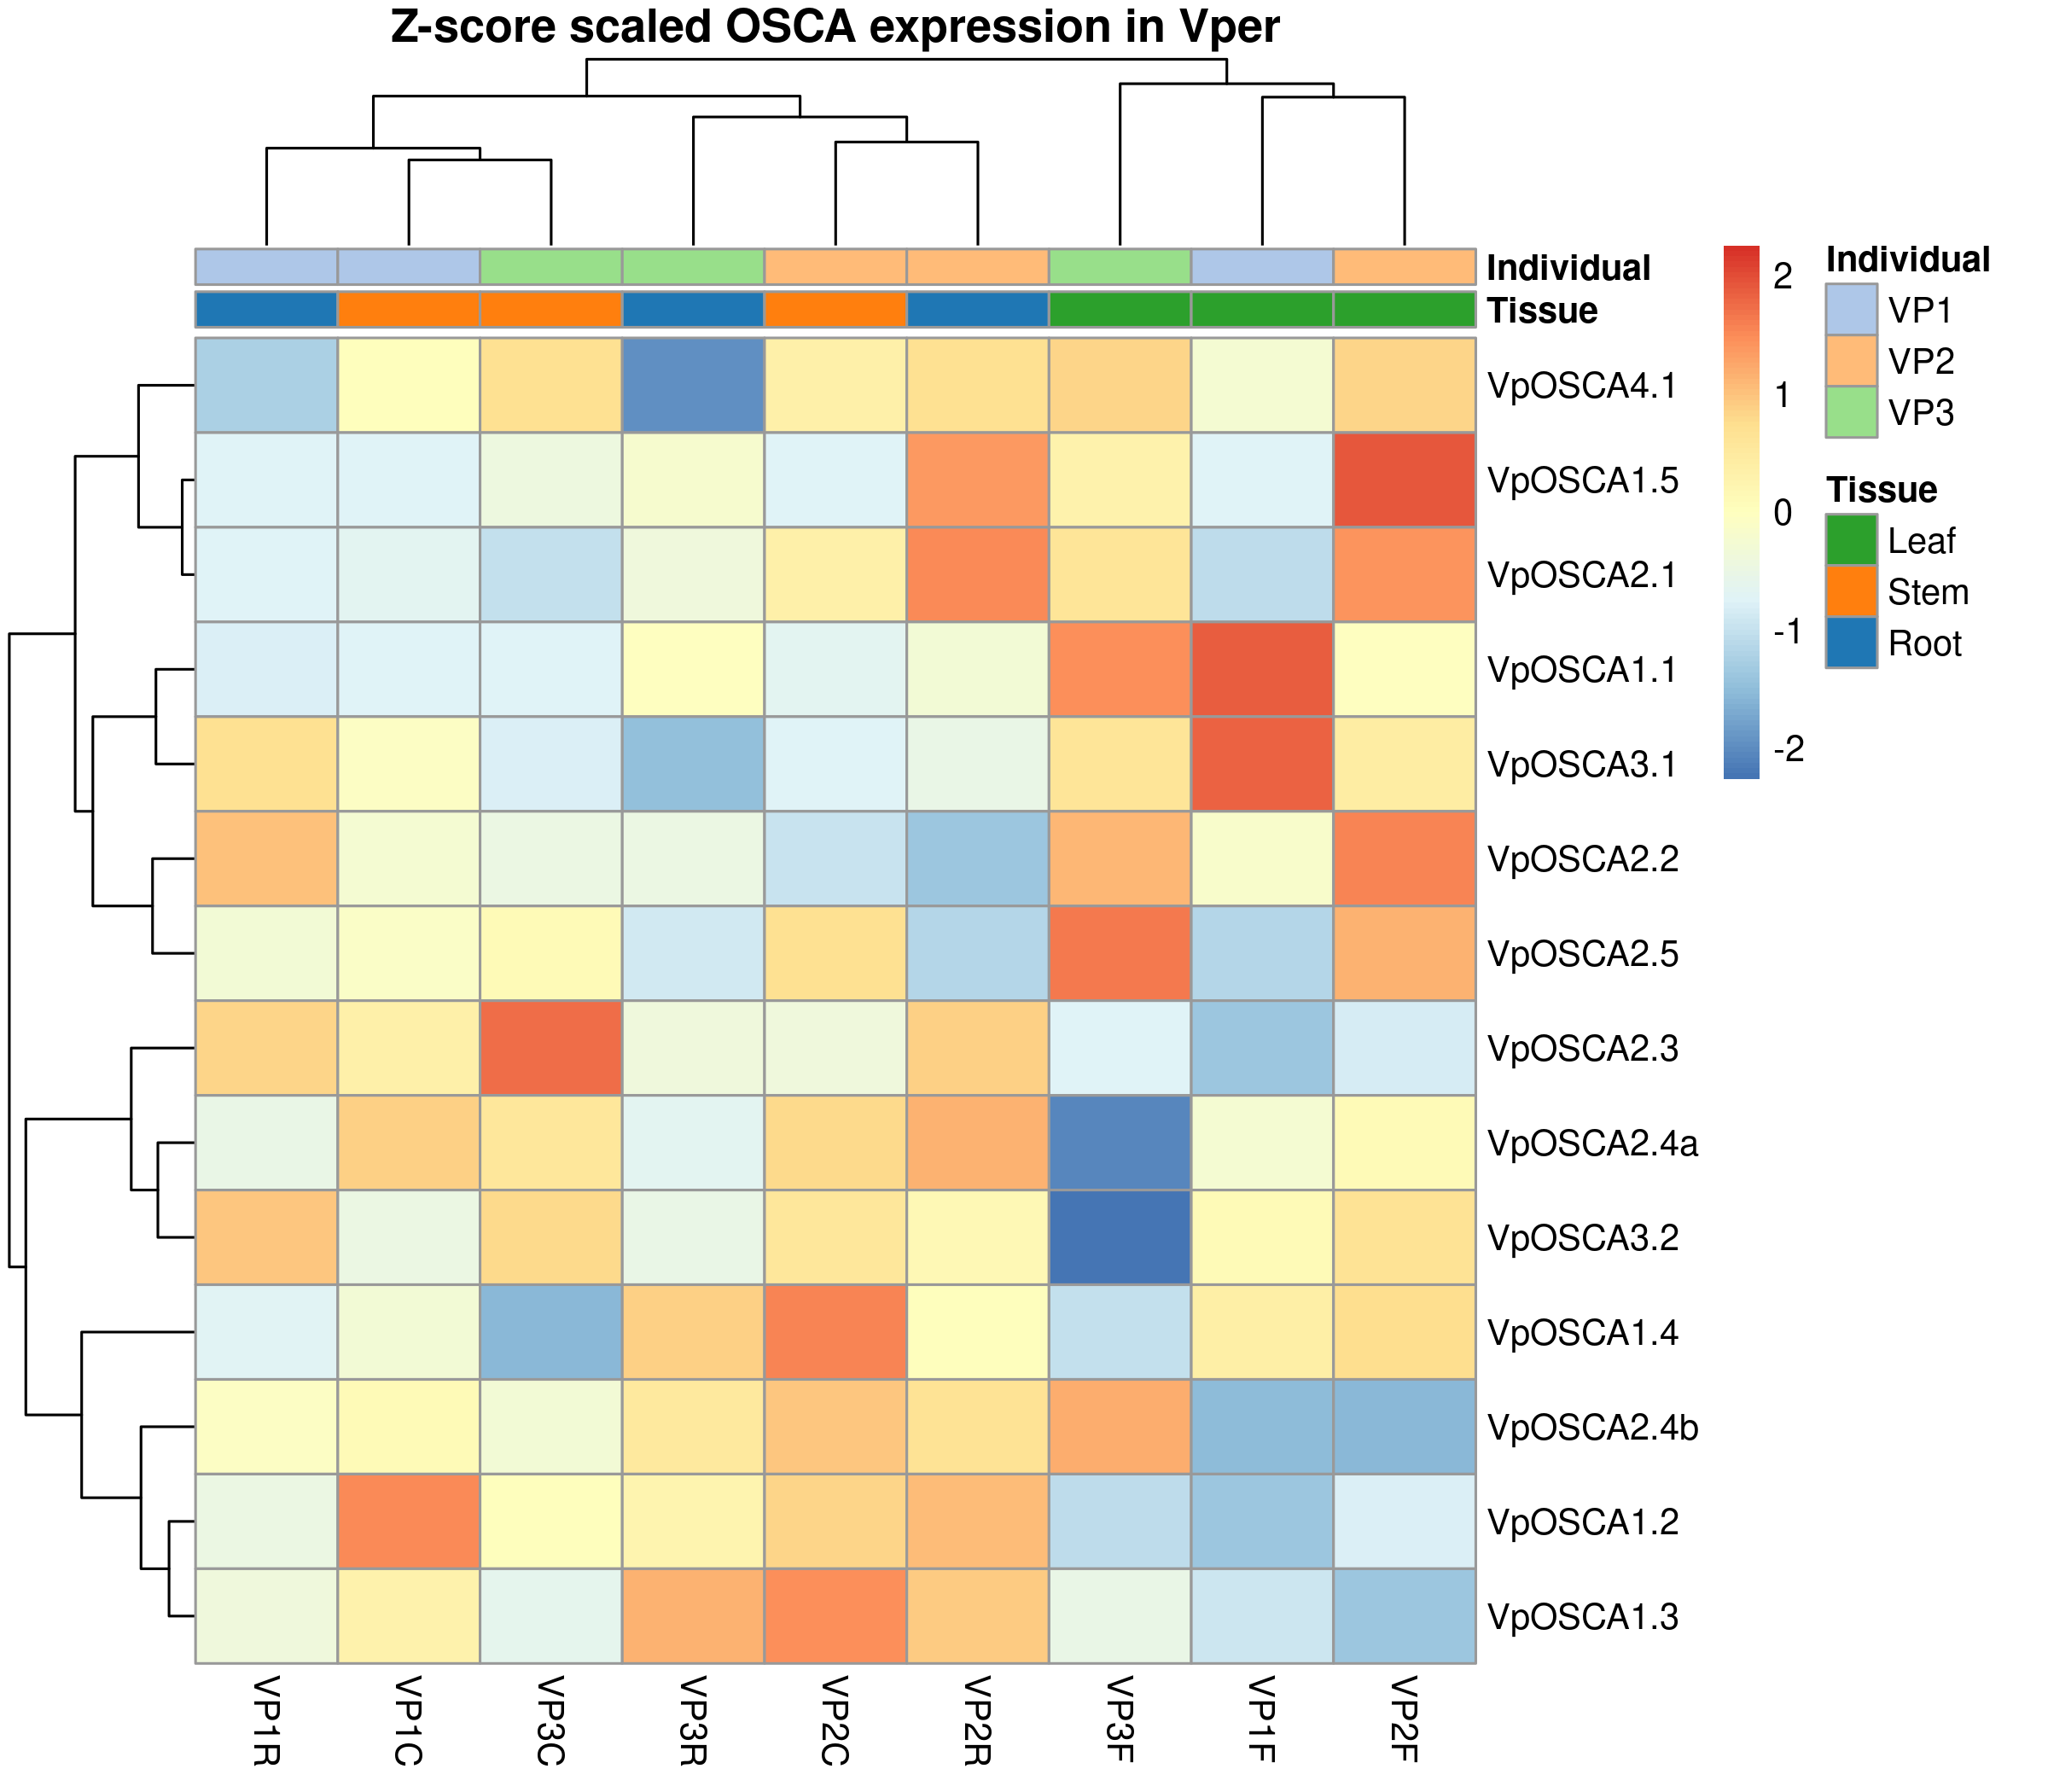 Z-score scaled OSCA expression in Vper
Individual
Tissue
VpOSCA4.1
VpOSCA1.5
VpOSCA2.1
VpOSCA1.1
VpOSCA3.1
VpOSCA2.2
VpOSCA2.5
VpOSCA2.3
VpOSCA2.4a
VpOSCA3.2
VpOSCA1.4
VpOSCA2.4b
VpOSCA1.2
VpOSCA1.3
VP1R
VP1C
VP3C
VP3R
VP2C
VP2R
VP3F
VP1F
VP2F
2
1
0
-1
-2
Individual
VP1
VP2
VP3
Tissue
Leaf
Stem
Root